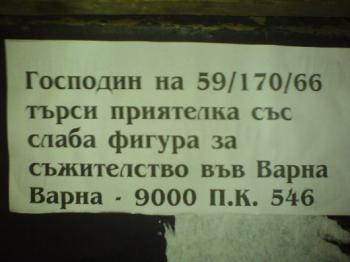 Господин на 59/170/66
търси приятелка със
слаба фигура за
съжителство във Варна
Варна - 9000 П.К. 546